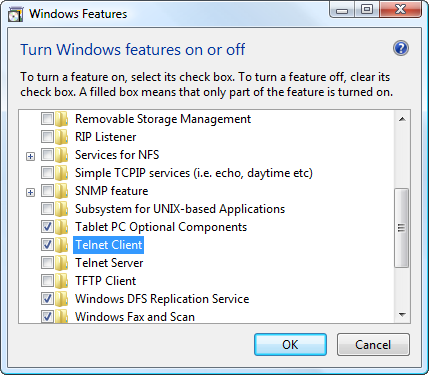 Windows Features
Turn Windows features on or off
To turn a feature on, select its check box. To turn a feature off, clear its
check box. A filled box means that only part of the feature is turned on.
Removable Storage Management
RIP Listener
Services for NFS
Simple TCPIP services (i.e. echo, daytime etc)
SNMP feature
Subsystem for UNIX-based Applications
Tablet PC Optional Components
Telnet Client
Telnet Server
TFTP Client
Windows DFS Replication Service
Windows Fax and Scan
OK
Cancel